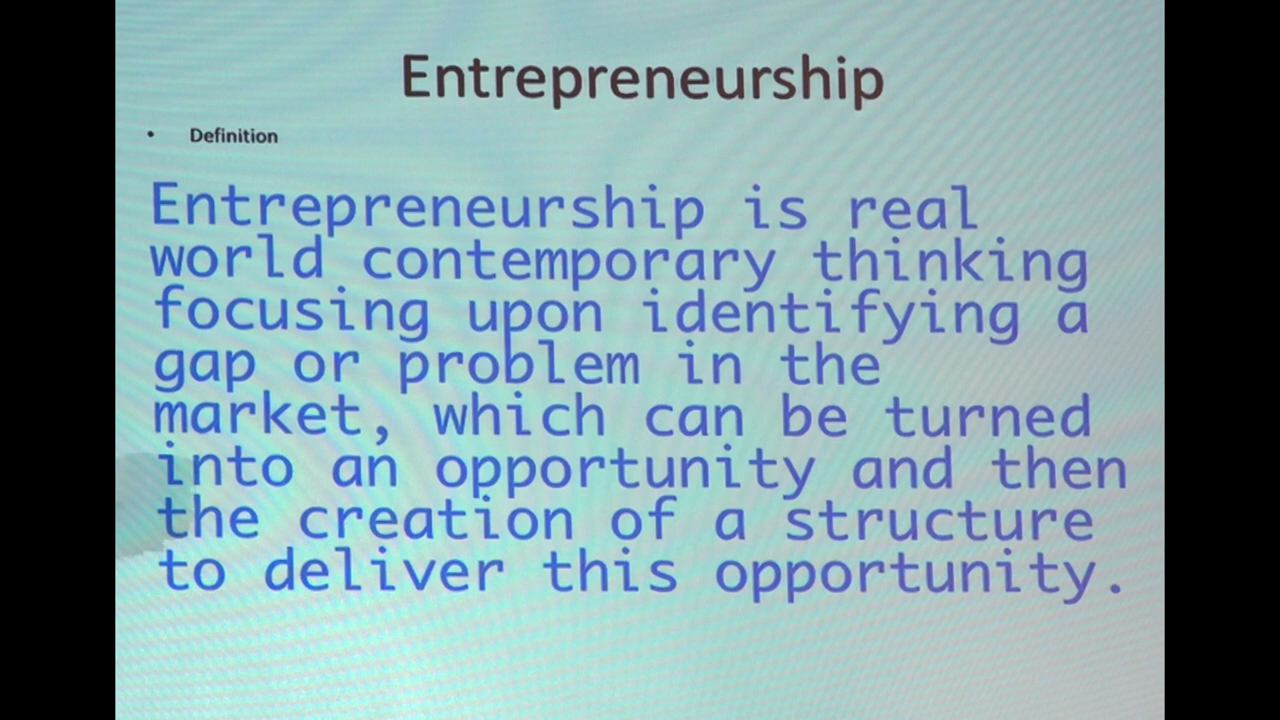 Entrepreneurship
• Definition
Entrepreneurship is real
world contemporary thinking
focusing upon identifying a
gap or problem in the
market, which can be turned
into an opportunity and then
the creation of a structure
to deliver this opportunity.